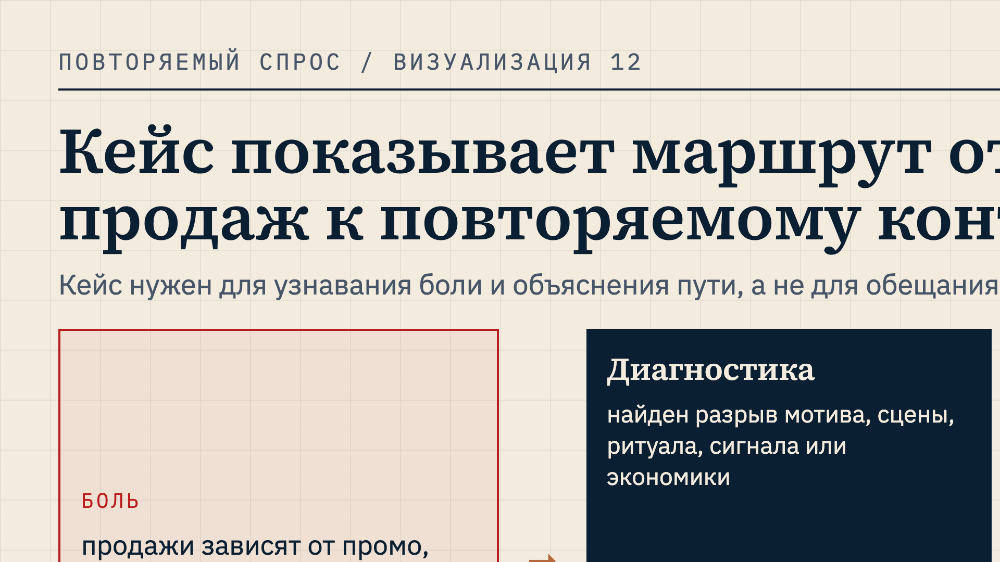 ПОВТОРЯЕМЫЙ СПРОС / ВИЗУАЛИЗАЦИЯ 12
Кейс показывает маршрут от
продаж к повторяемому
Кейс нужен для узнавания боли и объяснения пути, а не для обещания
БОЛЬ
продажи зависят от промо,
Диагностика
найден разрыв мотива, сцены,
ритуала, сигнала или
экономики